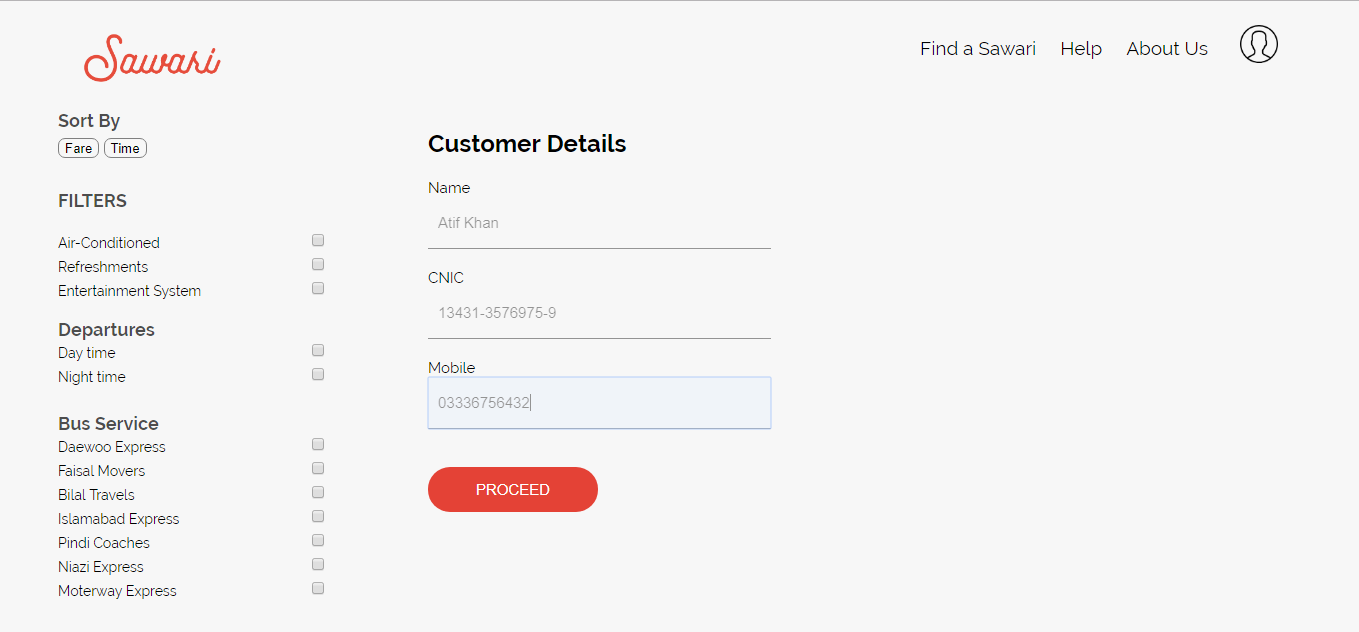 Sawari
Find a Sawari Help About Us
Sort By
Fare Time
FILTERS
Air-Conditioned
Refreshments
Entertainment System
Departures
Day time
Night time
Bus Service
Daewoo Express
Faisal Movers
Bilal Travels
Islamabad Express
Pindi Coaches
Niazi Express
Moterway Express
Customer Details
Name
Atif Khan
CNIC
13431-3576975-9
Mobile
03336756432
PROCEED